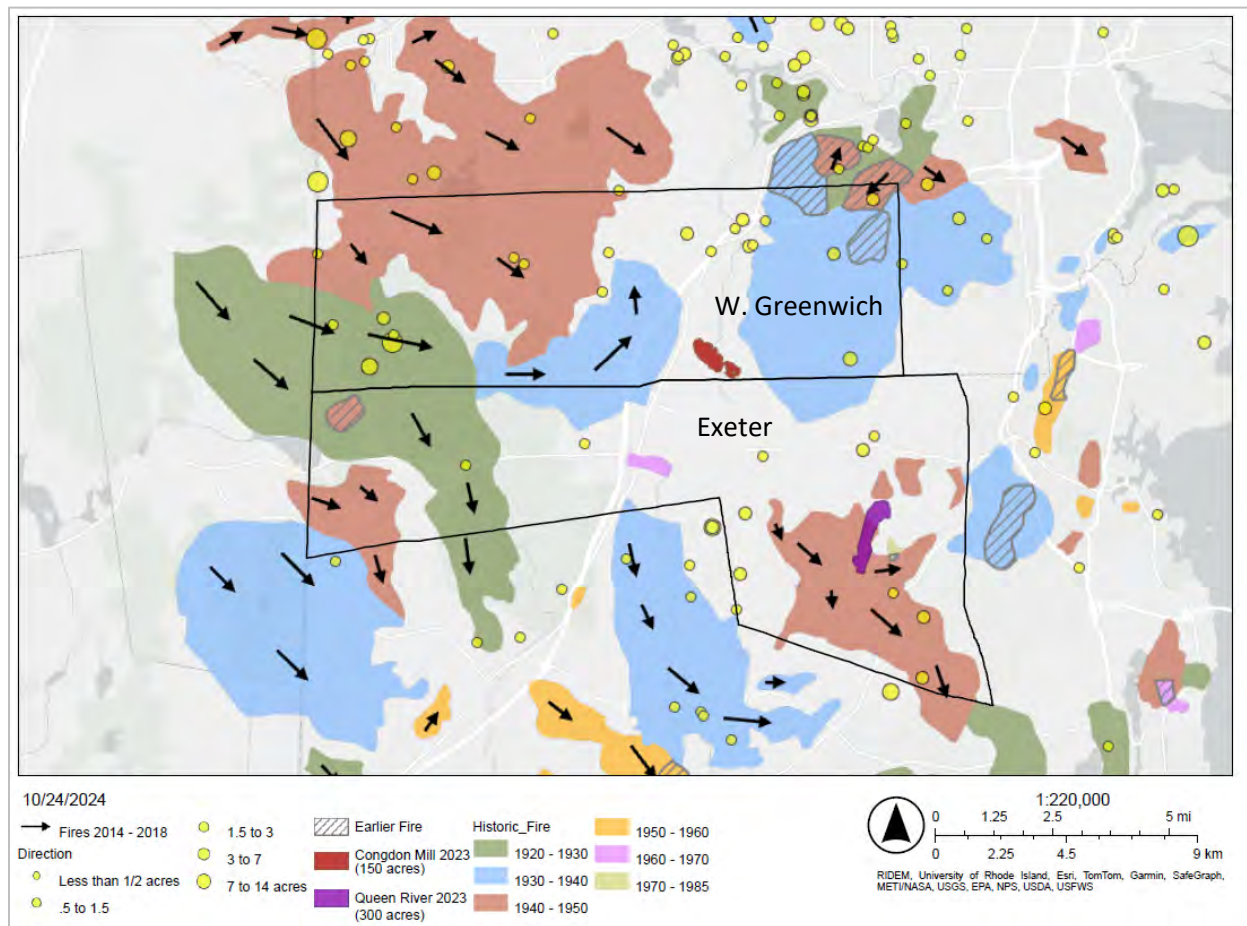 W. Greenwich
Exeter
10/24/2024
Fires 2014 - 2018
Direction
Less than 1/2 acres
.5 to 1.5
1.5 to 3
3 to 7
7 to 14 acres
Earlier Fire
Congdon Mill 2023
(150 acres)
Queen River 2023
(300 acres)
Historic_Fire
1920 - 1930
1930 - 1940
1940 - 1950
1950 - 1960
1960 - 1970
1970 - 1985
1:220,000
0 1.25 2.5 5 mi
0 2.25 4.5 9 km
RIDEM, University of Rhode Island, Esri, TomTom, Garmin, SafeGraph,
METI/NASA, USGS, EPA, NPS, USDA, USFWS